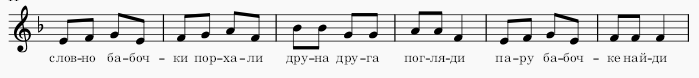 слов-но ба-боч - ки пор-ха-ли дру-на дру-га пог-ля-ди па-ру ба-боч - ке най-ди